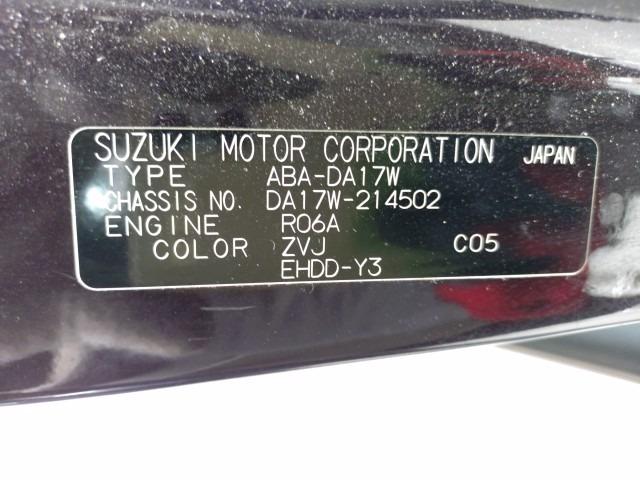 SUZUKI MOTOR CORPORATION JAPAN
TYPE ABA-DA17W
CHASSIS NO. DA17W-214502
ENGINE R06A
COLOR ZVJ C05
EHDD-Y3